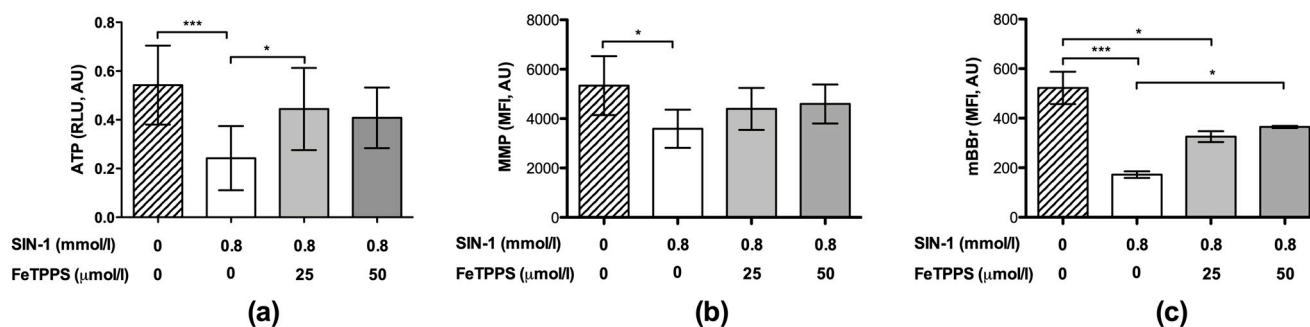 ***
*
0.8
0.6
0.4
0.2
0.0
ATP (RLU, AU)
SIN-1 (mmol/l) 0 0.8 0.8 0.8
FeTPPS (μmol/l) 0 0 25 50
(a)
*
8000
6000
4000
2000
0
MMP (MFI, AU)
SIN-1 (mmol/l) 0 0.8 0.8 0.8
FeTPPS (μmol/l) 0 0 25 50
(b)
*
***
*
800
600
400
200
0
mBBr (MFI, AU)
SIN-1 (mmol/l) 0 0.8 0.8 0.8
FeTPPS (μmol/l) 0 0 25 50
(c)